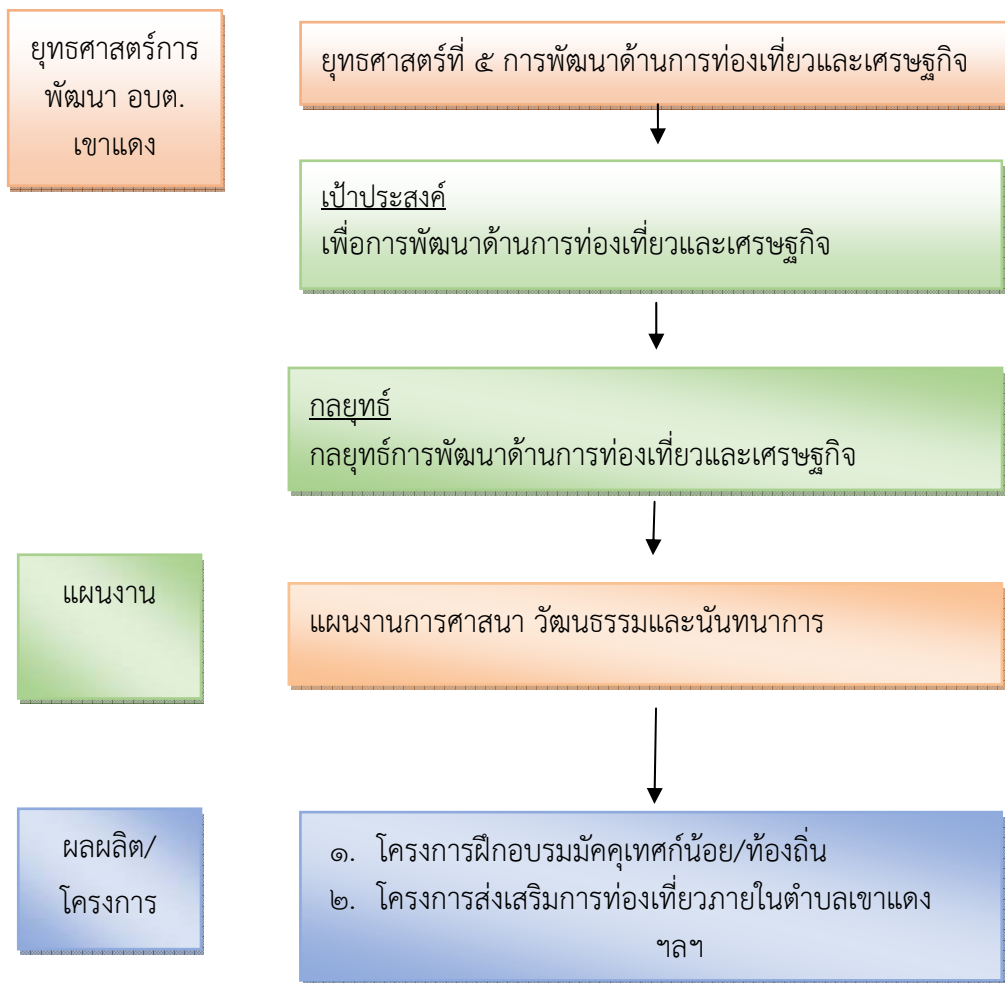 ยุทธศาสตร์การ
พัฒนา อบต.
เขาแดง
ยุทธศาสตร์ที่ ๕ การพัฒนาด้านการท่องเที่ยวและเศรษฐกิจ
เป้าประสงค์
เพื่อการพัฒนาด้านการท่องเที่ยวและเศรษฐกิจ
กลยุทธ์
กลยุทธ์การพัฒนาด้านการท่องเที่ยวและเศรษฐกิจ
แผนงาน
แผนงานการศาสนา วัฒนธรรมและนันทนาการ
ผลผลิต/
โครงการ
๑. โครงการฝึกอบรมมัคคุเทศก์น้อย/ท้องถิ่น
๒. โครงการส่งเสริมการท่องเที่ยวภายในตำบลเขาแดง
ฯลฯ